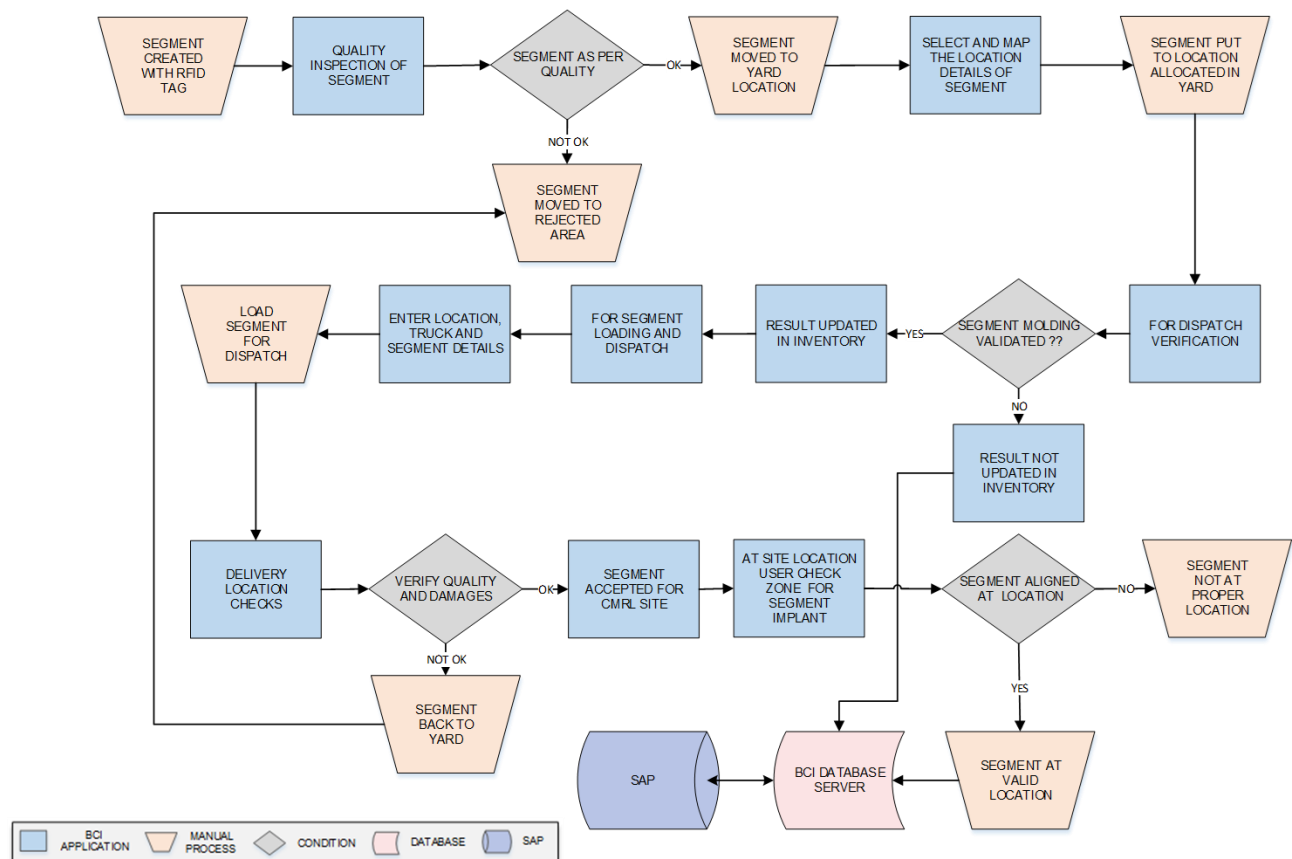 SEGMENT
CREATED
WITH RFID
TAG
QUALITY
INSPECTION OF
SEGMENT
SEGMENT AS PER
QUALITY
OK
SEGMENT
MOVED TO
YARD
LOCATION
SELECT AND MAP
THE LOCATION
DETAILS OF
SEGMENT
SEGMENT PUT
TO LOCATION
ALLOCATED IN
YARD
NOT OK
SEGMENT
MOVED TO
REJECTED
AREA
LOAD
SEGMENT
FOR
DISPATCH
ENTER LOCATION,
TRUCK AND
SEGMENT DETAILS
FOR SEGMENT
LOADING AND
DISPATCH
RESULT UPDATED
IN INVENTORY
YES
SEGMENT MOLDING
VALIDATED ??
FOR DISPATCH
VERIFICATION
NO
RESULT NOT
UPDATED IN
INVENTORY
DELIVERY
LOCATION
CHECKS
VERIFY QUALITY
AND DAMAGES
OK
SEGMENT
ACCEPTED FOR
CMRL SITE
AT SITE LOCATION
USER CHECK
ZONE FOR
SEGMENT
IMPLANT
SEGMENT ALIGNED
AT LOCATION
NO
SEGMENT
NOT AT
PROPER
LOCATION
NOT OK
YES
SEGMENT
BACK TO
YARD
SAP
BCI DATABASE
SERVER
SEGMENT AT
VALID
LOCATION
BCI
APPLICATION
MANUAL
PROCESS
CONDITION
DATABASE
SAP